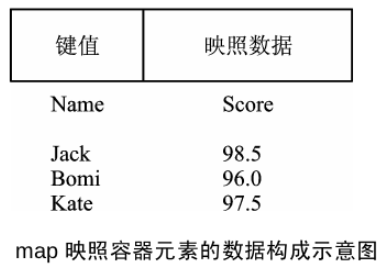 键值 映照数据
Name Score
Jack 98.5
Bomi 96.0
Kate 97.5
map 映照容器元素的数据构成示意图